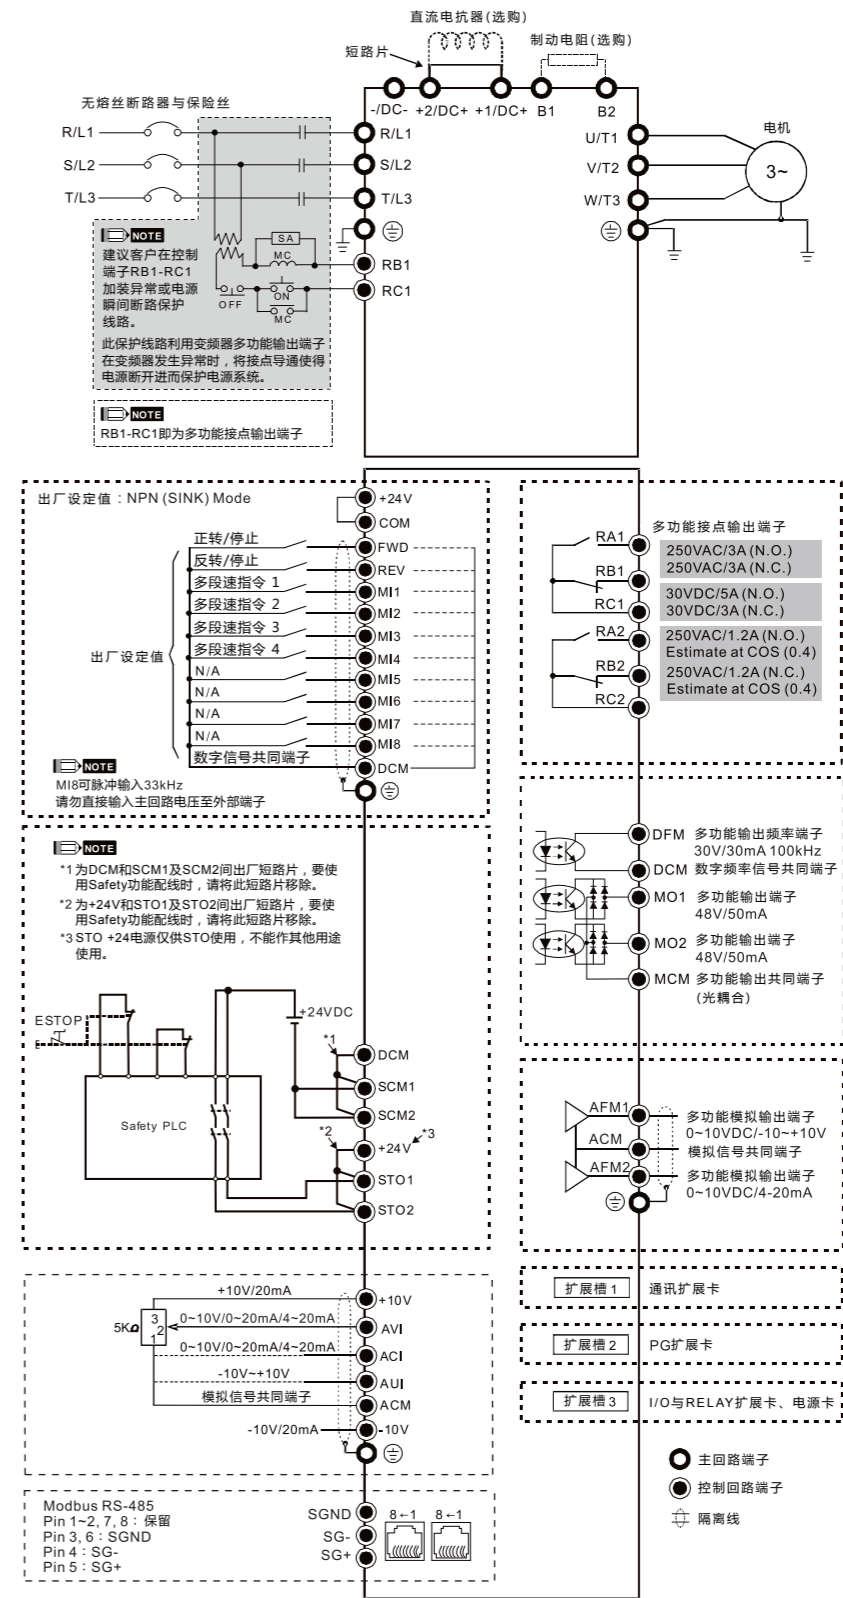 直流电抗器(选购)
制动电阻(选购)
短路片
-/DC-
+2/DC+
+1/DC+
B1
B2
无熔丝断路器与保险丝
R/L1
R/L1
U/T1
电机
S/L2
S/L2
V/T2
3~
T/L3
T/L3
W/T3
NOTE
建议客户在控制
端子RB1-RC1
加装异常或电源
瞬间断路保护
线路。
此保护线路利用变频器多功能输出端子
在变频器发生异常时，将接点导通使得
电源断开进而保护电源系统。
SA
MC
RB1
OFF
ON
MC
RC1
NOTE
RB1-RC1即为多功能接点输出端子
出厂设定值：NPN (SINK) Mode
+24V
COM
正转/停止
FWD
反转/停止
REV
多段速指令 1
MI1
多段速指令 2
MI2
多段速指令 3
MI3
多段速指令 4
MI4
出厂设定值
N/A
MI5
N/A
MI6
N/A
MI7
N/A
MI8
数字信号共同端子
DCM
NOTE
MI8可脉冲输入33kHz
请勿直接输入主回路电压至外部端子
RA1
RB1
RC1
RA2
RB2
RC2
多功能接点输出端子
250VAC/3A (N.O.)
250VAC/3A (N.C.)
30VDC/5A (N.O.)
30VDC/3A (N.C.)
250VAC/1.2A (N.O.)
Estimate at COS (0.4)
250VAC/1.2A (N.C.)
Estimate at COS (0.4)
DFM 多功能输出频率端子
30V/30mA 100kHz
DCM 数字频率信号共同端子
MO1 多功能输出端子
48V/50mA
MO2 多功能输出端子
48V/50mA
MCM 多功能输出共同端子
(光耦合)
NOTE
*1 为DCM和SCM1及SCM2间出厂短路片，要使
用Safety功能配线时，请将此短路片移除。
*2 为+24V和STO1及STO2间出厂短路片，要使
用Safety功能配线时，请将此短路片移除。
*3 STO +24电源仅供STO使用，不能作其他用途
使用。
ESTOP
+24VDC
Safety PLC
*1
DCM
SCM1
SCM2
*2
*3
+24V
STO1
STO2
AFM1
多功能模拟输出端子
0~10VDC/-10~+10V
ACM
模拟信号共同端子
AFM2
多功能模拟输出端子
0~10VDC/4-20mA
+10V/20mA
+10V
5KΩ
3
2
1
0~10V/0~20mA/4~20mA
AVI
0~10V/0~20mA/4~20mA
ACI
-10V~+10V
AUI
模拟信号共同端子
ACM
-10V/20mA
-10V
扩展槽 1 通讯扩展卡
扩展槽 2 PG扩展卡
扩展槽 3 I/O与RELAY扩展卡、电源卡
主回路端子
控制回路端子
隔离线
Modbus RS-485
Pin 1~2, 7, 8：保留
Pin 3, 6：SGND
Pin 4：SG-
Pin 5：SG+
SGND
SG-
SG+
8←1
8←1